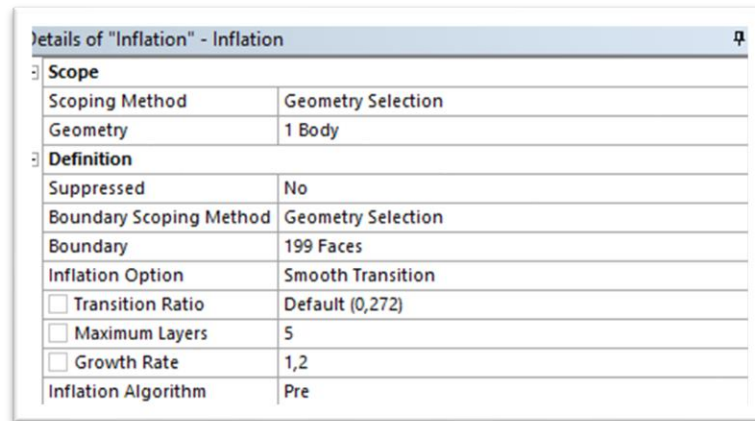 Details of "Inflation" - Inflation
Scope
Scoping Method Geometry Selection
Geometry 1 Body
Definition
Suppressed No
Boundary Scoping Method Geometry Selection
Boundary 199 Faces
Inflation Option Smooth Transition
Transition Ratio Default (0,272)
Maximum Layers 5
Growth Rate 1,2
Inflation Algorithm Pre